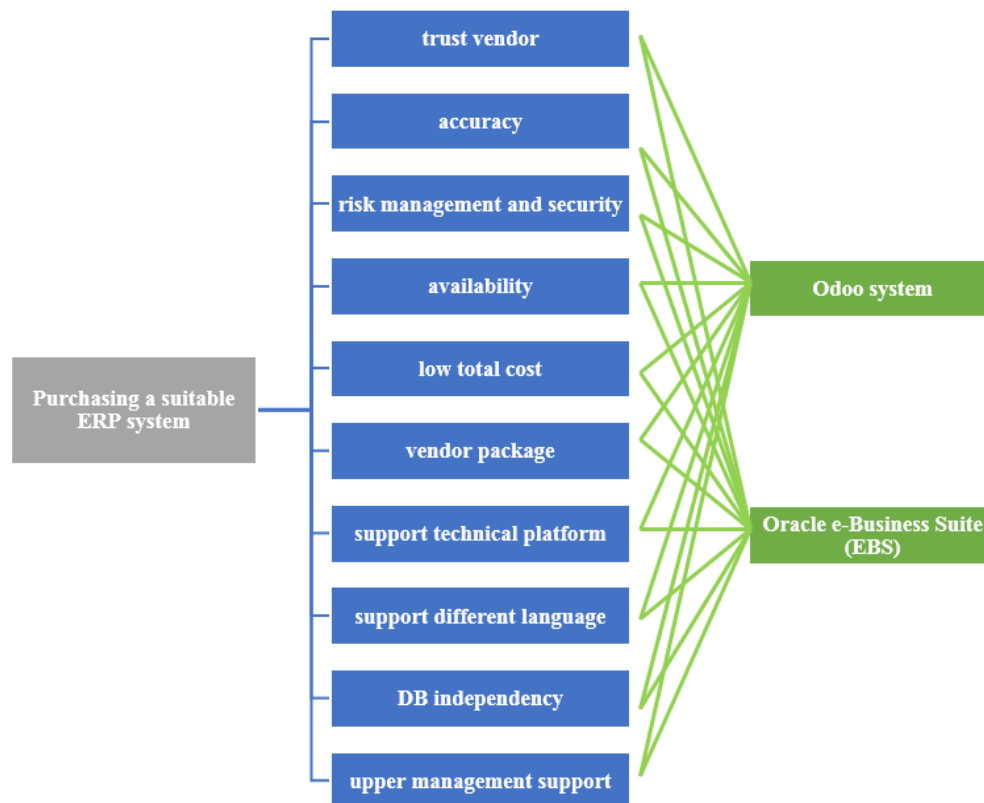 trust vendor
accuracy
risk management and security
availability
low total cost
Purchasing a suitable
ERP system
vendor package
support technical platform
support different language
DB independency
upper management support
Odoo system
Oracle e-Business Suite
(EBS)